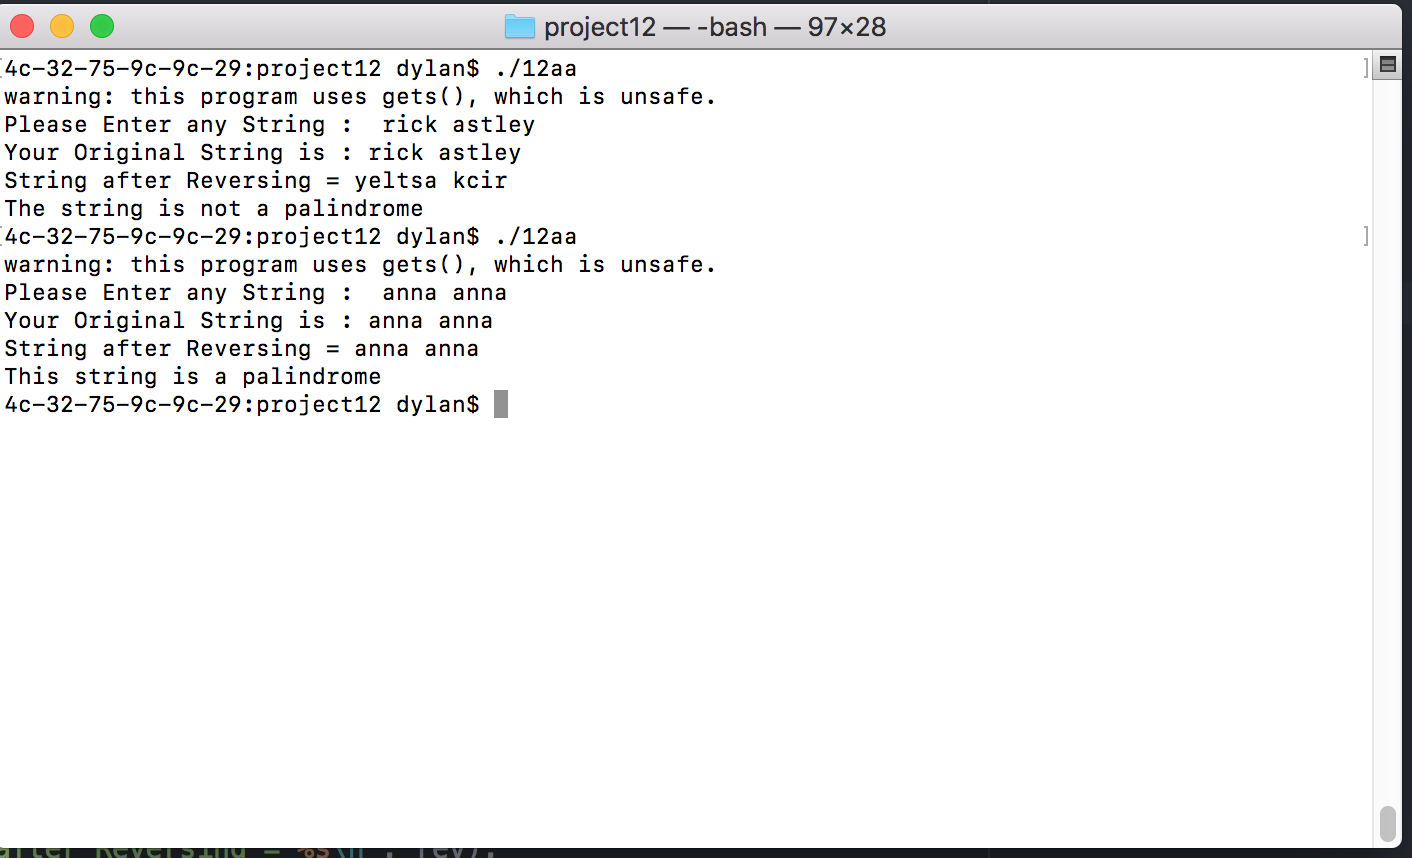 project12 — -bash — 97×28
4c-32-75-9c-9c-29:project12 dylan$ ./12aa
warning: this program uses gets(), which is unsafe.
Please Enter any String :  rick astley
Your Original String is : rick astley
String after Reversing = yeltsa kcir
The string is not a palindrome
4c-32-75-9c-9c-29:project12 dylan$ ./12aa
warning: this program uses gets(), which is unsafe.
Please Enter any String :  anna anna
Your Original String is : anna anna
String after Reversing = anna anna
This string is a palindrome
4c-32-75-9c-9c-29:project12 dylan$
after Reversing = %s\n", rev);